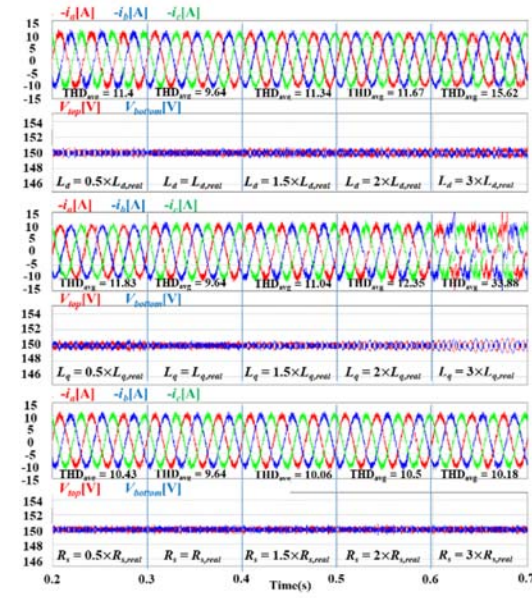 -ia[A] -ib[A] -ic[A]
15
10
5
0
-5
-10
-15
THDavg = 11.4 THDavg = 9.64 THDavg = 11.34 THDavg = 11.67 THDavg = 15.62
Vtop[V] Vbottom[V]
154
152
150
148
146
Ld = 0.5×Ld,real Ld = Ld,real Ld = 1.5×Ld,real Ld = 2×Ld,real Ld = 3×Ld,real
-ia[A] -ib[A] -ic[A]
15
10
5
0
-5
-10
-15
THDavg = 11.83 THDavg = 9.64 THDavg = 11.04 THDavg = 12.35 THDavg = 33.88
Vtop[V] Vbottom[V]
154
152
150
148
146
Lq = 0.5×Lq,real Lq = Lq,real Lq = 1.5×Lq,real Lq = 2×Lq,real Lq = 3×Lq,real
-ia[A] -ib[A] -ic[A]
15
10
5
0
-5
-10
-15
THDavg = 10.43 THDavg = 9.64 THDavg = 10.06 THDavg = 10.5 THDavg = 10.18
Vtop[V] Vbottom[V]
154
152
150
148
146
Rs = 0.5×Rs,real Rs = Rs,real Rs = 1.5×Rs,real Rs = 2×Rs,real Rs = 3×Rs,real
0.2 0.3 0.4 0.5 0.6 0.7
Time(s)